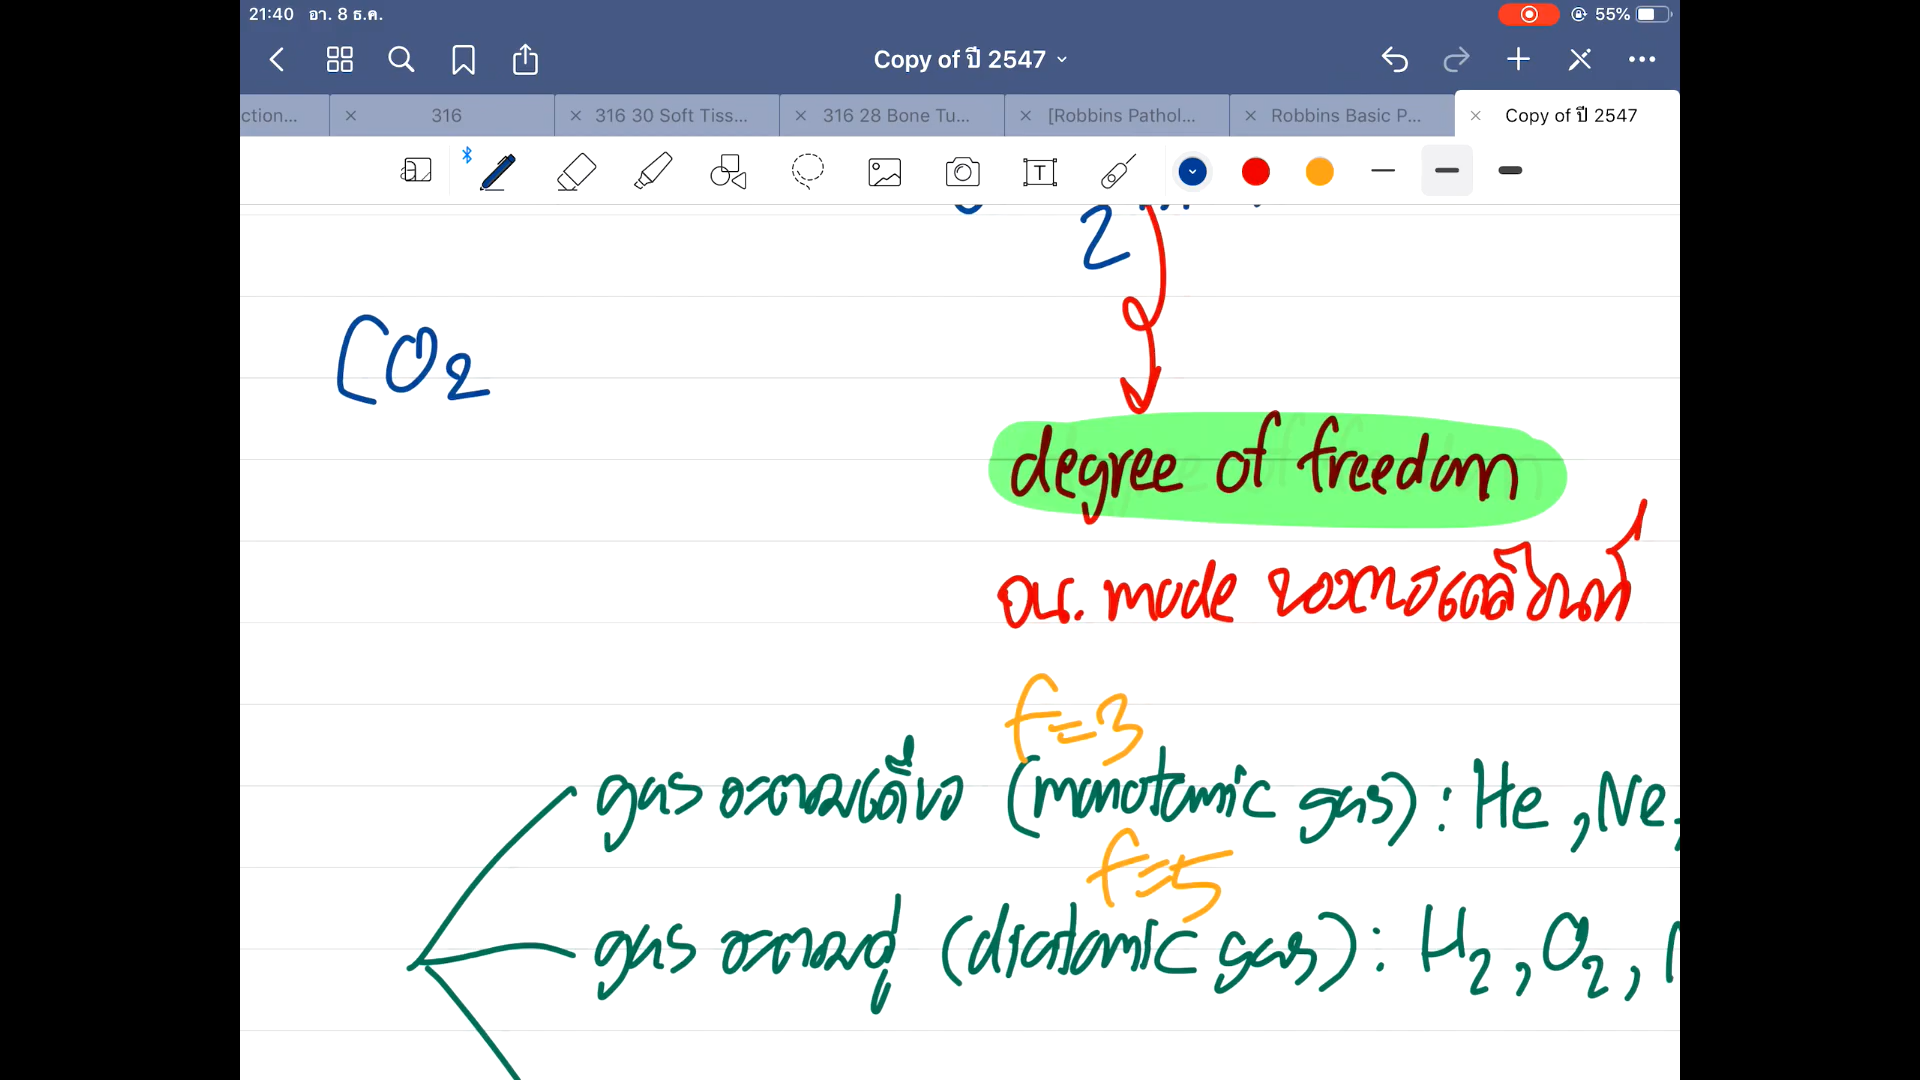 21:40 อา. 8 ธ.ค. 55%
Copy of ปี 2547
ction... 316 316 30 Soft Tiss... 316 28 Bone Tu... [Robbins Pathol... Robbins Basic P... Copy of ปี 2547
T
2
CO2
degree of freedom
จน. mode ของการเคลื่อนที่
f=3
gas อะตอมเดี่ยว (monotomic gas) : He , Ne,
f=5
gas อะตอมคู่ (diatomic gas) : H2 , O2 ,